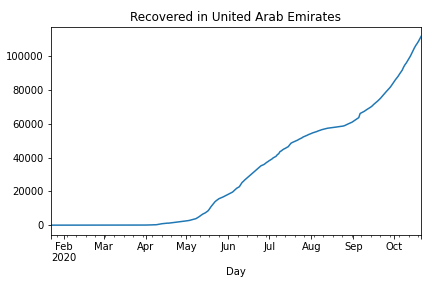 Recovered in United Arab Emirates
100000
80000
60000
40000
20000
0
Feb Mar Apr May Jun Jul Aug Sep Oct
2020
Day